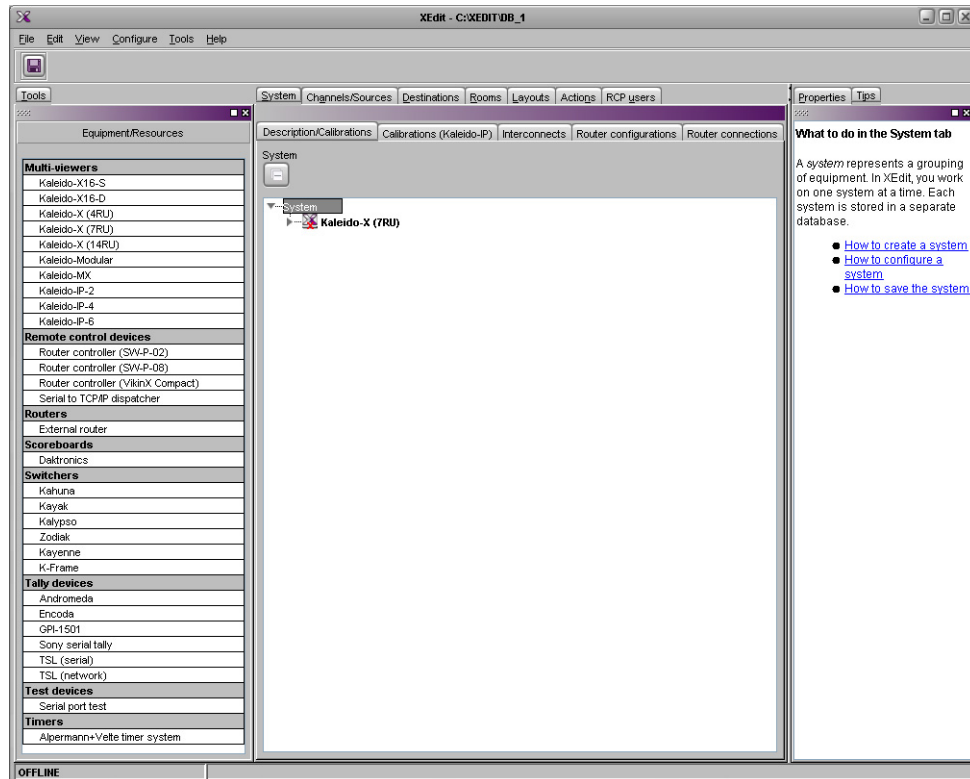 XEdit - C:\XEDIT\DB_1
File Edit View Configure Tools Help
Tools
Equipment/Resources
Multi-viewers
Kaleido-X16-S
Kaleido-X16-D
Kaleido-X (4RU)
Kaleido-X (7RU)
Kaleido-X (14RU)
Kaleido-Modular
Kaleido-MX
Kaleido-IP-2
Kaleido-IP-4
Kaleido-IP-6
Remote control devices
Router controller (SW-P-02)
Router controller (SW-P-08)
Router controller (VikinX Compact)
Serial to TCP/IP dispatcher
Routers
External router
Scoreboards
Daktronics
Switchers
Kahuna
Kayak
Kalypso
Zodiak
Kayenne
K-Frame
Tally devices
Andromeda
Encoda
GPI-1501
Sony serial tally
TSL (serial)
TSL (network)
Test devices
Serial port test
Timers
Alpermann+Velte timer system
System Channels/Sources Destinations Rooms Layouts Actions RCP users
Description/Calibrations Calibrations (Kaleido-IP) Interconnects Router configurations Router connections
System
System
Kaleido-X (7RU)
Properties Tips
What to do in the System tab
A system represents a grouping
of equipment. In XEdit, you work
on one system at a time. Each
system is stored in a separate
database.
How to create a system
How to configure a
system
How to save the system
OFFLINE